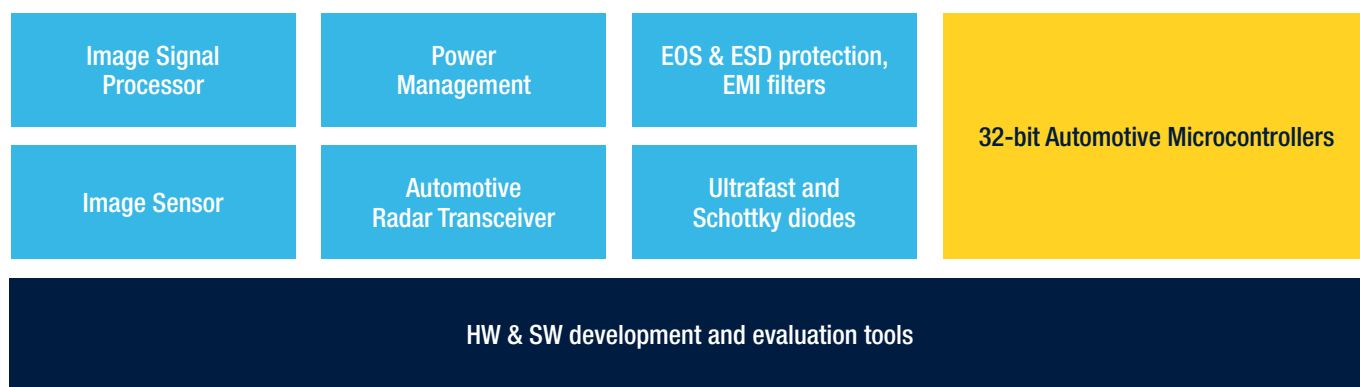 Image Signal
Processor
Power
Management
EOS & ESD protection,
EMI filters
32-bit Automotive Microcontrollers
Image Sensor
Automotive
Radar Transceiver
Ultrafast and
Schottky diodes
HW & SW development and evaluation tools